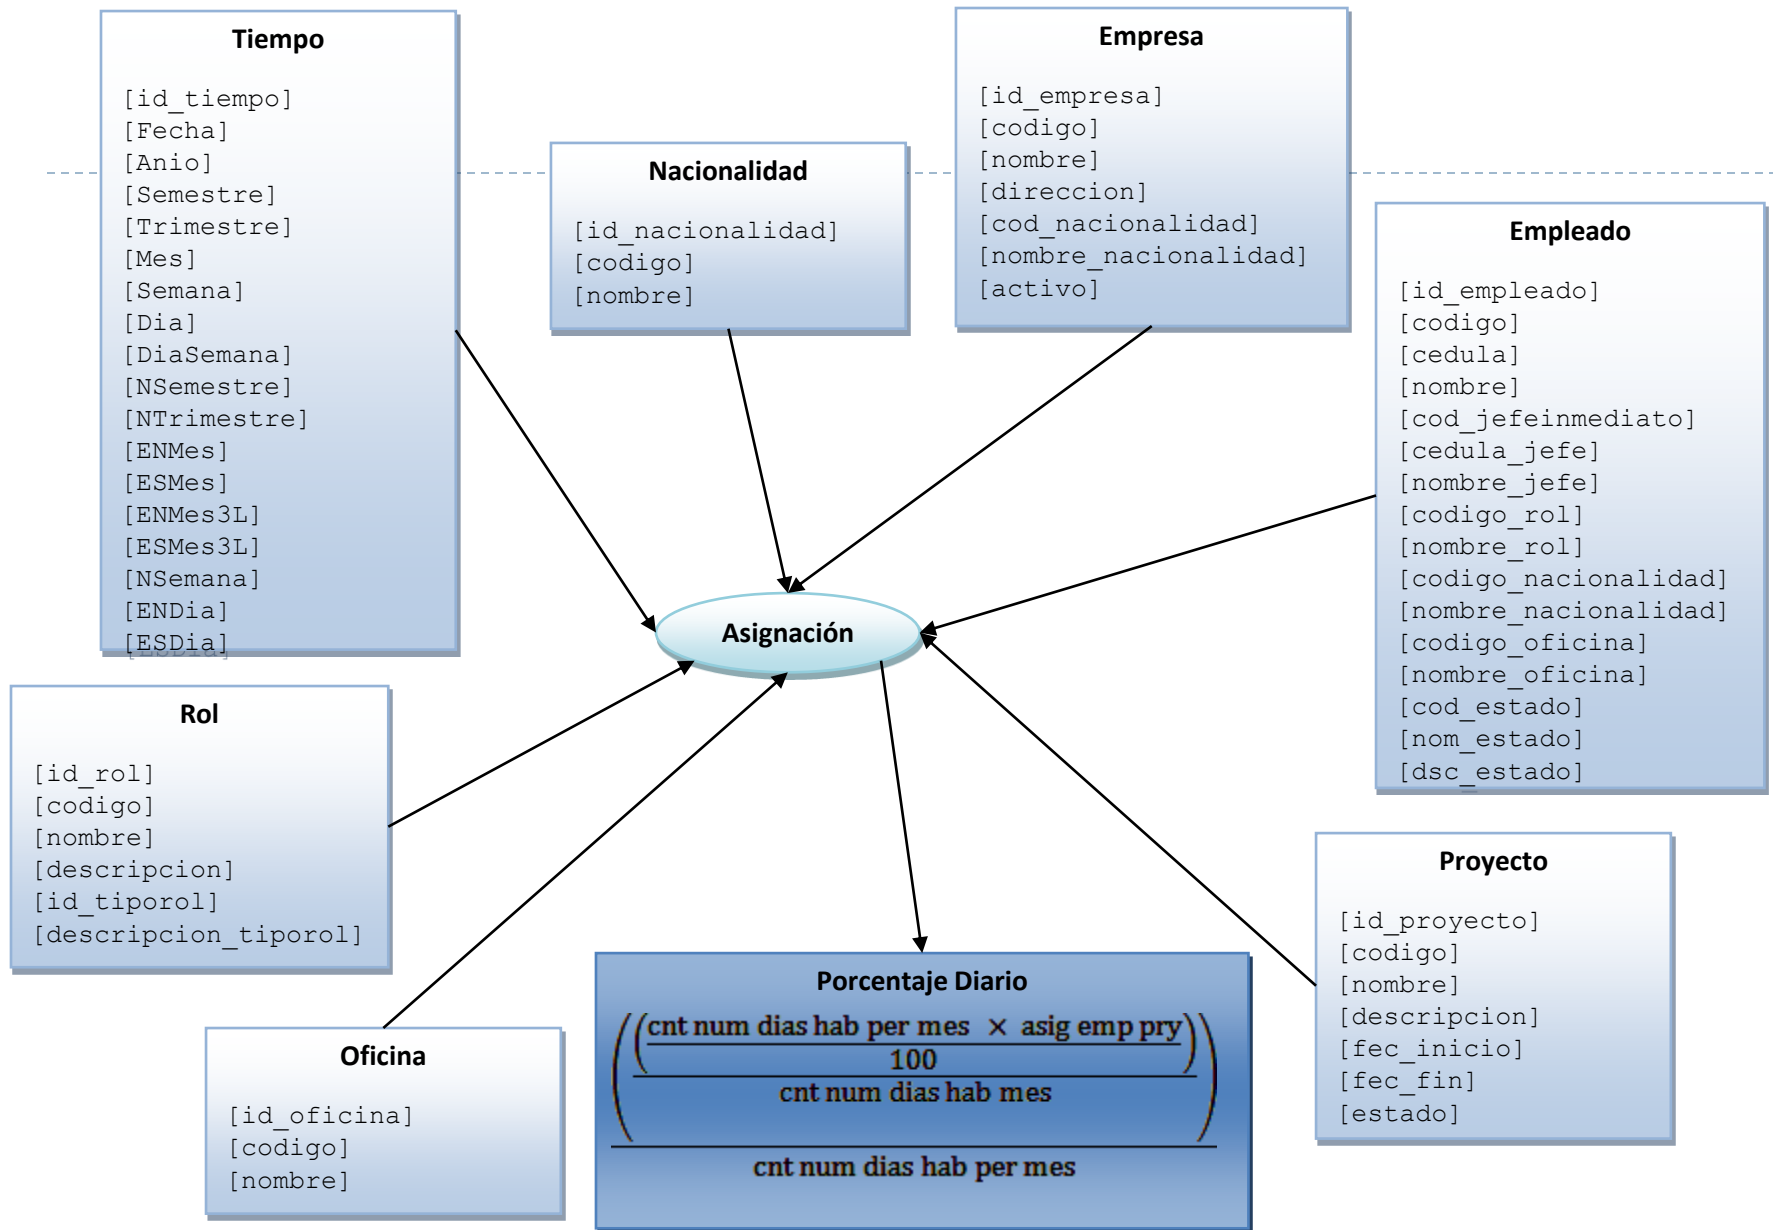 Tiempo
[id_tiempo]
[Fecha]
[Anio]
[Semestre]
[Trimestre]
[Mes]
[Semana]
[Dia]
[DiaSemana]
[NSemestre]
[NTrimestre]
[ENMes]
[ESMes]
[ENMes3L]
[ESMes3L]
[NSemana]
[ENDia]
[ESDia]
Nacionalidad
[id_nacionalidad]
[codigo]
[nombre]
Empresa
[id_empresa]
[codigo]
[nombre]
[direccion]
[cod_nacionalidad]
[nombre_nacionalidad]
[activo]
Empleado
[id_empleado]
[codigo]
[cedula]
[nombre]
[cod_jefeinmediato]
[cedula_jefe]
[nombre_jefe]
[codigo_rol]
[nombre_rol]
[codigo_nacionalidad]
[nombre_nacionalidad]
[codigo_oficina]
[nombre_oficina]
[cod_estado]
[nom_estado]
[dsc_estado]
Asignación
Rol
[id_rol]
[codigo]
[nombre]
[descripcion]
[id_tiporol]
[descripcion_tiporol]
Oficina
[id_oficina]
[codigo]
[nombre]
Porcentaje Diario
cnt num dias hab per mes × asig emp pry
100
cnt num dias hab mes
cnt num dias hab per mes
Proyecto
[id_proyecto]
[codigo]
[nombre]
[descripcion]
[fec_inicio]
[fec_fin]
[estado]